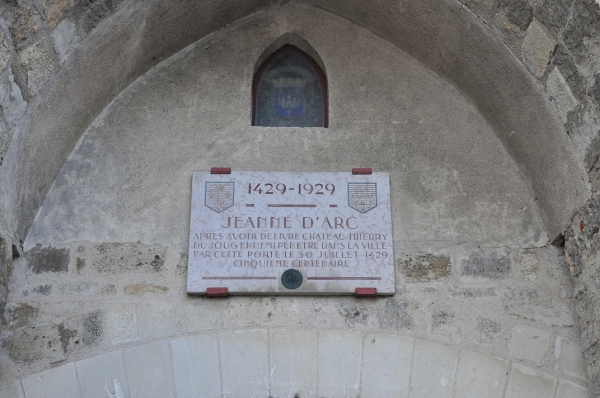 1429-1929
JEANNE D'ARC
APRES AVOIR DELIVRE CHATEAU-THIERRY
DU JOUG ENNEMI PENETRE DANS LA VILLE
PAR CETTE PORTE LE 30 JUILLET 1429
CINQUIEME CENTENAIRE